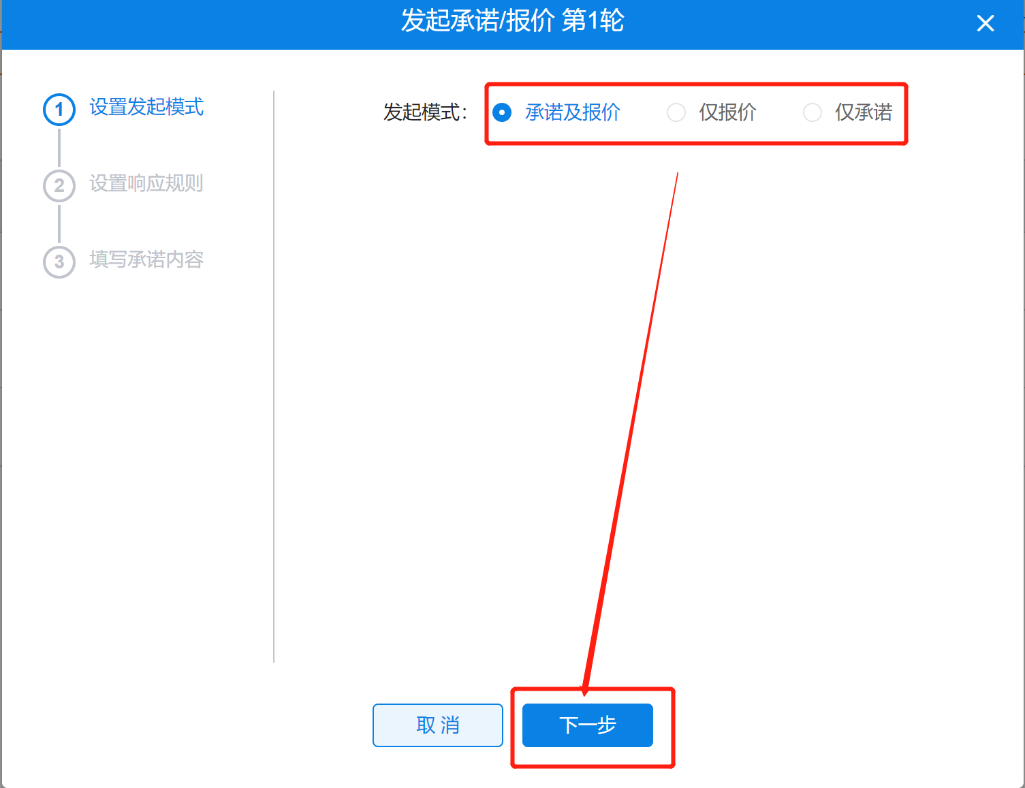 发起承诺/报价 第1轮
1 设置发起模式
发起模式： 承诺及报价 仅报价 仅承诺
2 设置响应规则
3 填写承诺内容
取消 下一步